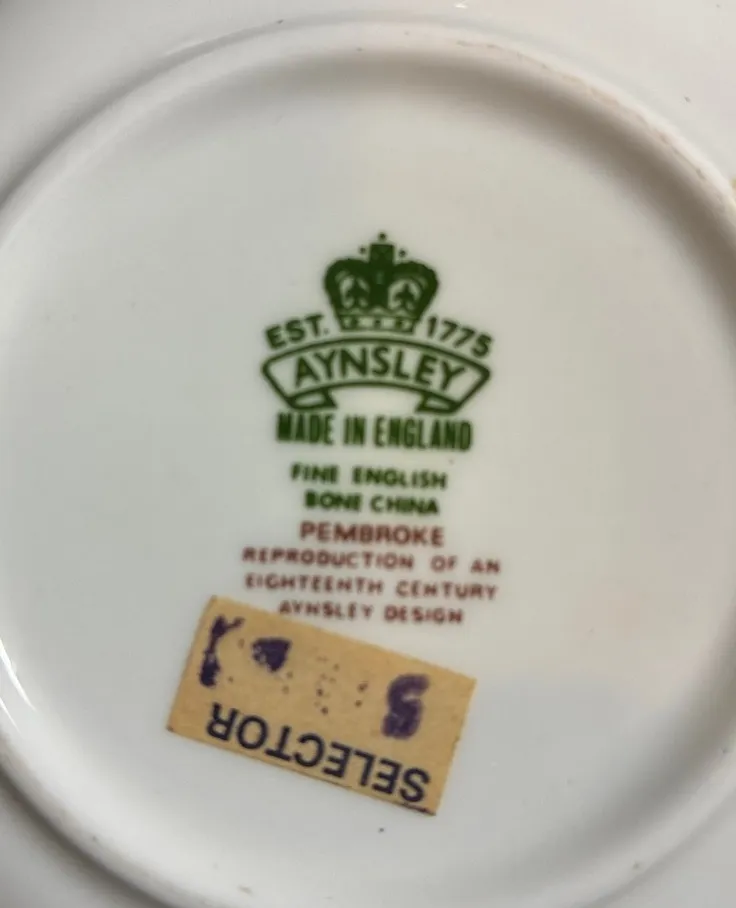 EST. 1775
AYNSLEY
MADE IN ENGLAND
FINE ENGLISH
BONE CHINA
PEMBROKE
REPRODUCTION OF AN
EIGHTEENTH CENTURY
AYNSLEY DESIGN
SELECTOR